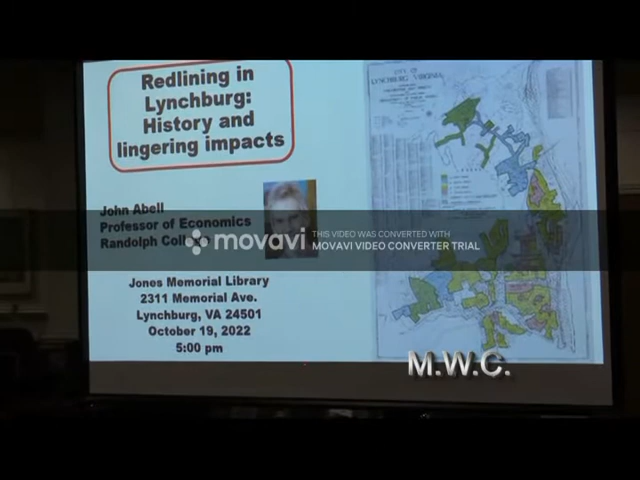 Redlining in
Lynchburg:
History and
lingering impacts
CITY OF
LYNCHBURG VIRGINIA
John Abell
Professor of Economics
Randolph
movavi
THIS VIDEO WAS CONVERTED WITH
MOVAVI VIDEO CONVERTER TRIAL
Jones Memorial Library
2311 Memorial Ave.
Lynchburg, VA 24501
October 19, 2022
5:00 pm
M.W.C.